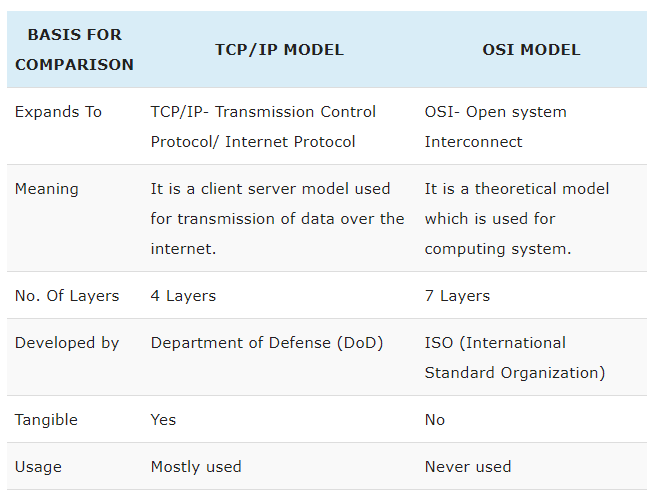 BASIS FOR
COMPARISON
TCP/IP MODEL
OSI MODEL
Expands To
TCP/IP- Transmission Control
Protocol/ Internet Protocol
OSI- Open system
Interconnect
Meaning
It is a client server model used
for transmission of data over the
internet.
It is a theoretical model
which is used for
computing system.
No. Of Layers
4 Layers
7 Layers
Developed by
Department of Defense (DoD)
ISO (International
Standard Organization)
Tangible
Yes
No
Usage
Mostly used
Never used